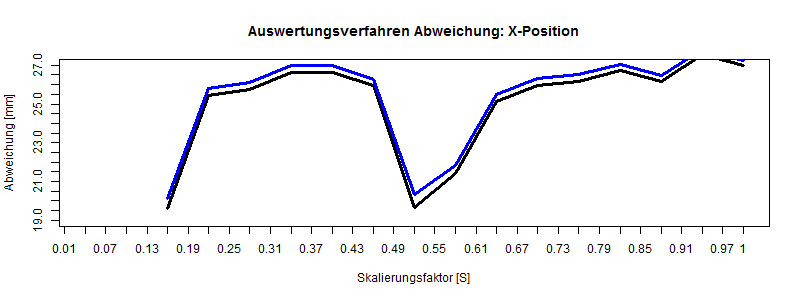 Auswertungsverfahren Abweichung: X-Position
Abweichung [mm]
27.0
25.0
23.0
21.0
19.0
0.01 0.07 0.13 0.19 0.25 0.31 0.37 0.43 0.49 0.55 0.61 0.67 0.73 0.79 0.85 0.91 0.97 1
Skalierungsfaktor [S]